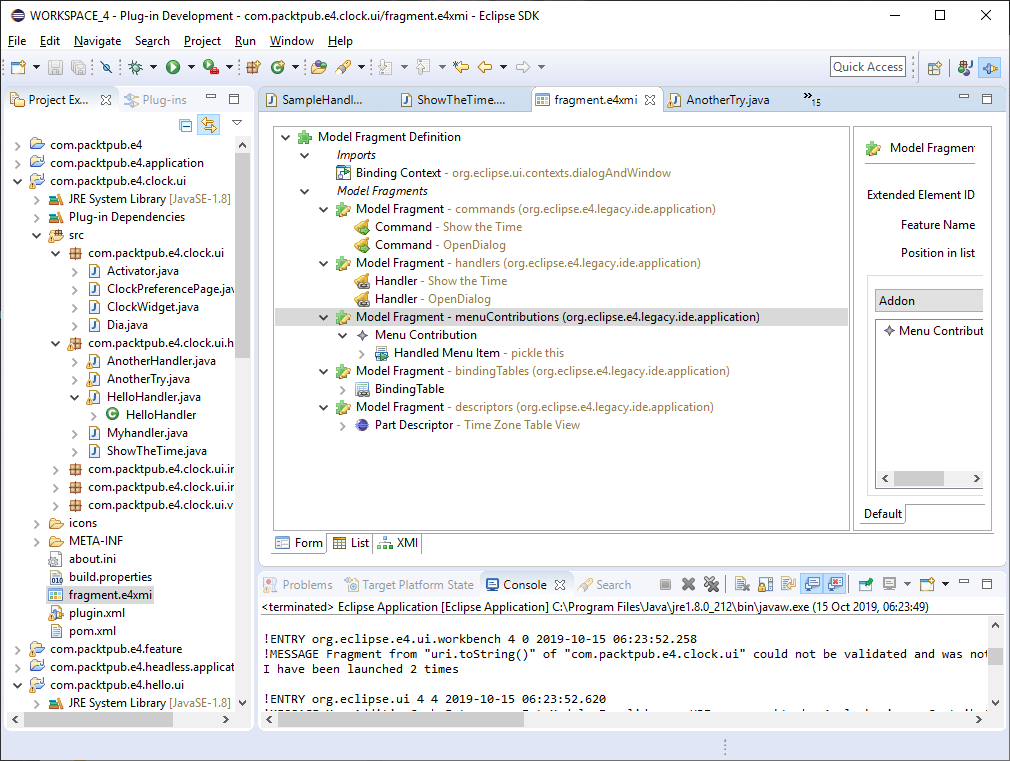 WORKSPACE_4 - Plug-in Development - com.packtpub.e4.clock.ui/fragment.e4xmi - Eclipse SDK
File Edit Navigate Search Project Run Window Help
Quick Access
Project Ex... Plug-ins
com.packtpub.e4
com.packtpub.e4.application
com.packtpub.e4.clock.ui
JRE System Library [JavaSE-1.8]
Plug-in Dependencies
src
com.packtpub.e4.clock.ui
Activator.java
ClockPreferencePage.jav
ClockWidget.java
Dia.java
com.packtpub.e4.clock.ui.h
AnotherHandler.java
AnotherTry.java
HelloHandler.java
HelloHandler
Myhandler.java
ShowTheTime.java
com.packtpub.e4.clock.ui.ir
com.packtpub.e4.clock.ui.ir
com.packtpub.e4.clock.ui.v
icons
META-INF
about.ini
build.properties
fragment.e4xmi
plugin.xml
pom.xml
com.packtpub.e4.feature
com.packtpub.e4.headless.applicat
com.packtpub.e4.hello.ui
JRE System Library [JavaSE-1.8]
SampleHandl... ShowTheTime.... fragment.e4xmi AnotherTry.java »15
Model Fragment Definition
Imports
Binding Context - org.eclipse.ui.contexts.dialogAndWindow
Model Fragments
Model Fragment - commands (org.eclipse.e4.legacy.ide.application)
Command - Show the Time
Command - OpenDialog
Model Fragment - handlers (org.eclipse.e4.legacy.ide.application)
Handler - Show the Time
Handler - OpenDialog
Model Fragment - menuContributions (org.eclipse.e4.legacy.ide.application)
Menu Contribution
Handled Menu Item - pickle this
Model Fragment - bindingTables (org.eclipse.e4.legacy.ide.application)
BindingTable
Model Fragment - descriptors (org.eclipse.e4.legacy.ide.application)
Part Descriptor - Time Zone Table View
Model Fragmen
Extended Element ID
Feature Name
Position in list
Addon
Menu Contribut
Default
Form List XMI
Problems Target Platform State Console Search
<terminated> Eclipse Application [Eclipse Application] C:\Program Files\Java\jre1.8.0_212\bin\javaw.exe (15 Oct 2019, 06:23:49)
!ENTRY org.eclipse.e4.ui.workbench 4 0 2019-10-15 06:23:52.258
!MESSAGE Fragment from "uri.toString()" of "com.packtpub.e4.clock.ui" could not be validated and was not
I have been launched 2 times
!ENTRY org.eclipse.ui 4 4 2019-10-15 06:23:52.620